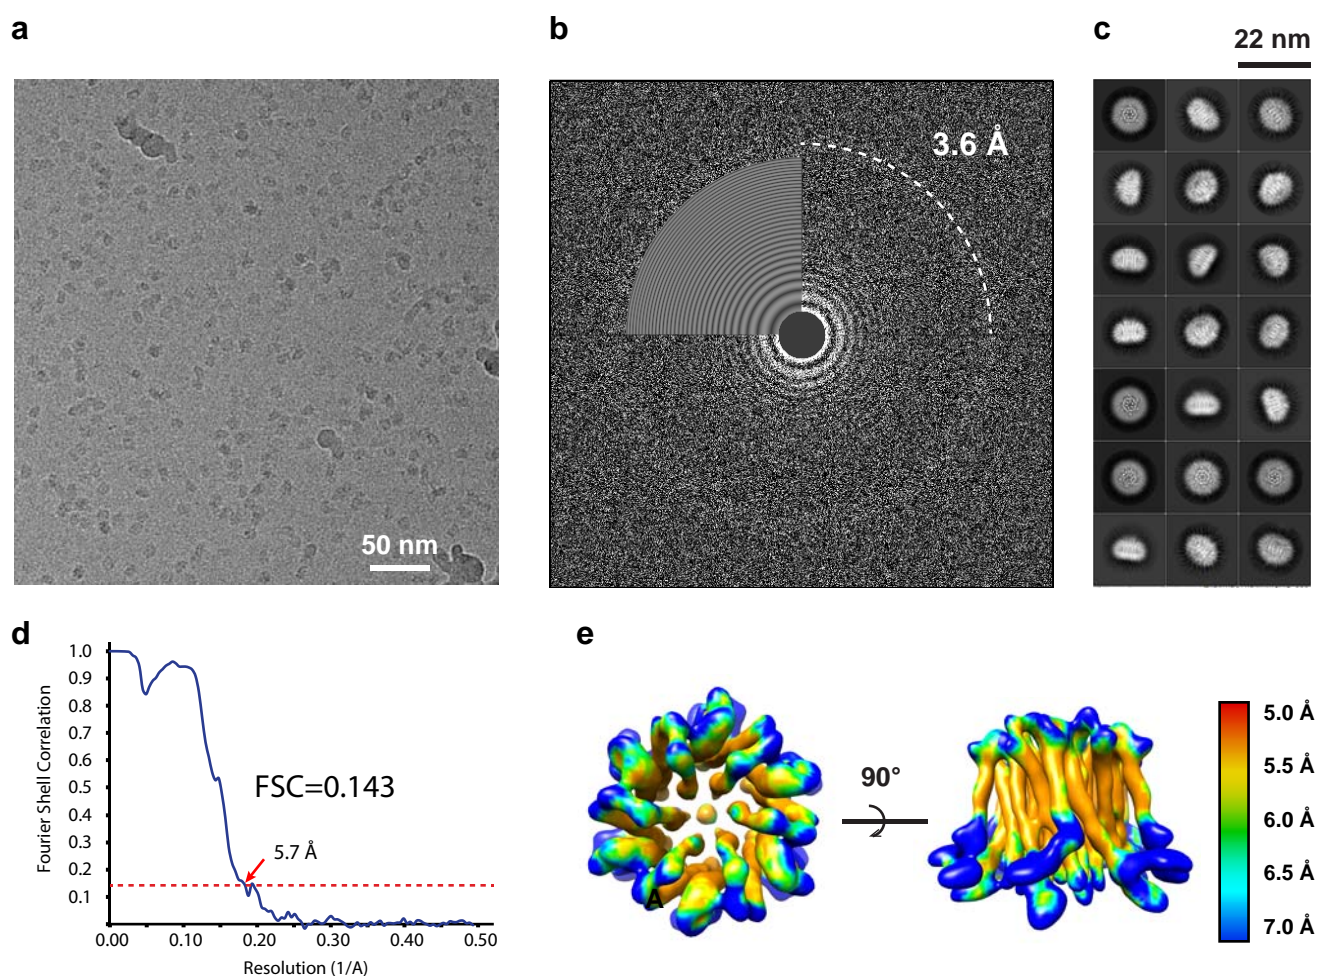 a
b
c
22 nm
3.6 Å
50 nm
d
e
1.0
0.9
0.8
0.7
0.6
0.5
0.4
0.3
0.2
0.1
Fourier Shell Correlation
FSC=0.143
5.7 Å
0.00 0.10 0.20 0.30 0.40 0.50
Resolution (1/A)
A
90°
5.0 Å
5.5 Å
6.0 Å
6.5 Å
7.0 Å